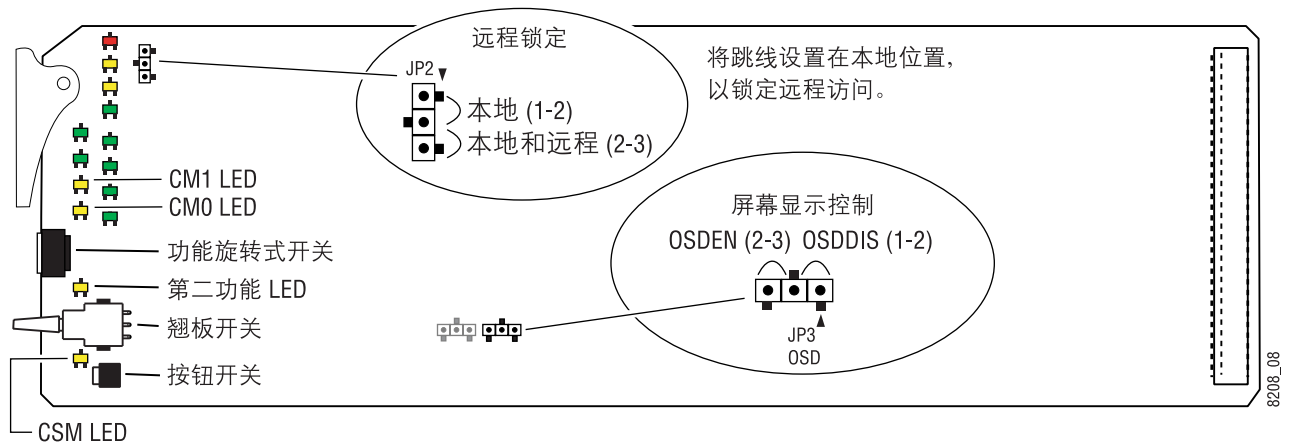 远程锁定
JP2
本地 (1-2)
本地和远程 (2-3)
将跳线设置在本地位置,
以锁定远程访问。
CM1 LED
CM0 LED
功能旋转式开关
第二功能 LED
翘板开关
按钮开关
CSM LED
屏幕显示控制
OSDEN (2-3) OSDDIS (1-2)
JP3
OSD
8208_08